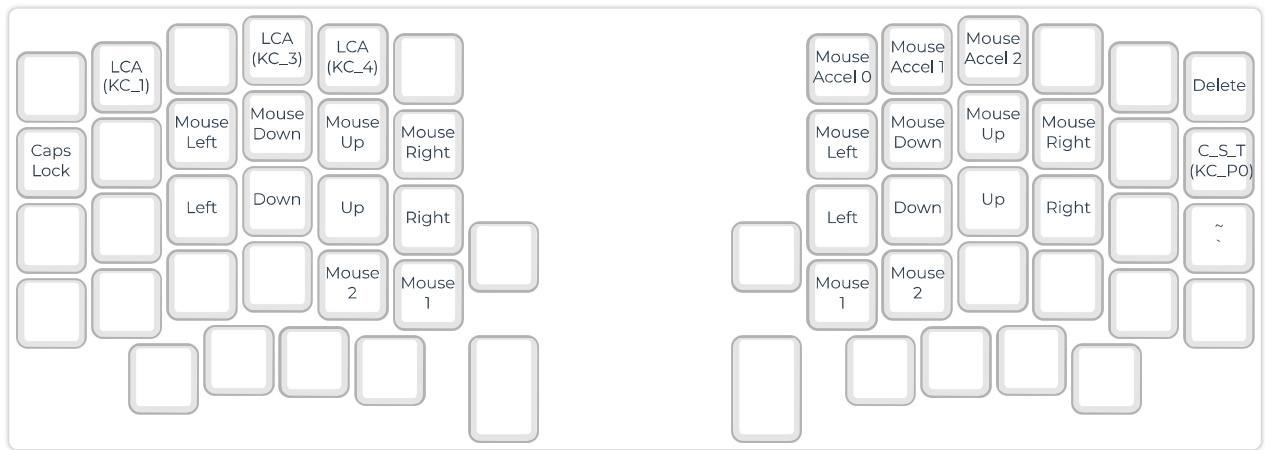 LCA
(KC_1)
LCA
(KC_3)
LCA
(KC_4)
Mouse
Accel 0
Mouse
Accel 1
Mouse
Accel 2
Delete
Caps
Lock
Mouse
Left
Mouse
Down
Mouse
Up
Mouse
Right
Mouse
Left
Mouse
Down
Mouse
Up
Mouse
Right
C_S_T
(KC_P0)
Left
Down
Up
Right
Left
Down
Up
Right
~
`
Mouse
2
Mouse
1
Mouse
1
Mouse
2